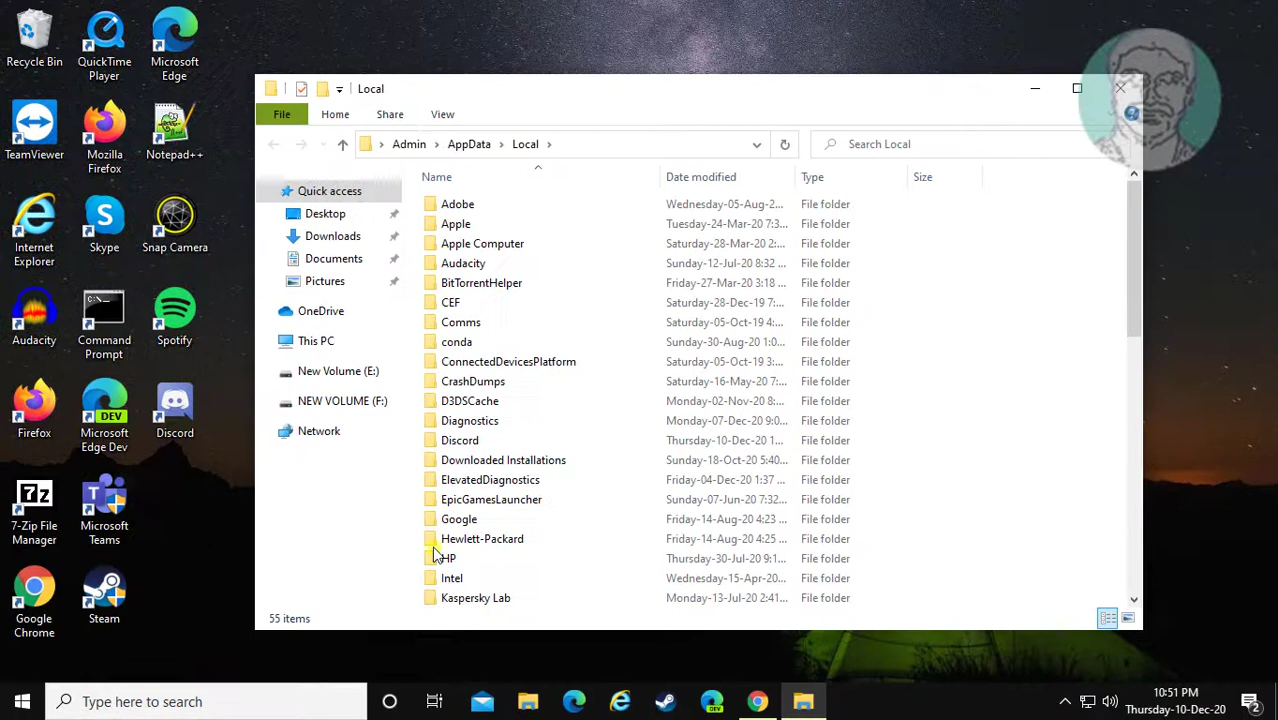 Recycle Bin
QuickTime Player
Microsoft Edge
TeamViewer
Mozilla Firefox
Notepad++
Internet Explorer
Skype
Snap Camera
Audacity
Command Prompt
Spotify
Firefox
DEV
Microsoft Edge Dev
Discord
7z
7-Zip File Manager
Microsoft Teams
Google Chrome
Steam
Local
File Home Share View
Admin > AppData > Local >
Search Local
Name Date modified Type Size
Quick access
Desktop
Downloads
Documents
Pictures
OneDrive
This PC
New Volume (E:)
NEW VOLUME (F:)
Network
Adobe Wednesday-05-Aug-2... File folder
Apple Tuesday-24-Mar-20 7:3... File folder
Apple Computer Saturday-28-Mar-20 2:... File folder
Audacity Sunday-12-Jul-20 8:32 ... File folder
BitTorrentHelper Friday-27-Mar-20 3:18 ... File folder
CEF Saturday-28-Dec-19 7:... File folder
Comms Saturday-05-Oct-19 4:... File folder
conda Sunday-30-Aug-20 1:0... File folder
ConnectedDevicesPlatform Saturday-05-Oct-19 3:... File folder
CrashDumps Saturday-16-May-20 7:... File folder
D3DSCache Monday-02-Nov-20 8:... File folder
Diagnostics Monday-07-Dec-20 9:0... File folder
Discord Thursday-10-Dec-20 1... File folder
Downloaded Installations Sunday-18-Oct-20 5:40... File folder
ElevatedDiagnostics Friday-04-Dec-20 1:37 ... File folder
EpicGamesLauncher Sunday-07-Jun-20 7:32... File folder
Google Friday-14-Aug-20 4:23 ... File folder
Hewlett-Packard Friday-14-Aug-20 4:25 ... File folder
HP Thursday-30-Jul-20 9:1... File folder
Intel Wednesday-15-Apr-20... File folder
Kaspersky Lab Monday-13-Jul-20 2:41... File folder
55 items
Type here to search
DEV
10:51 PM
Thursday-10-Dec-20
2